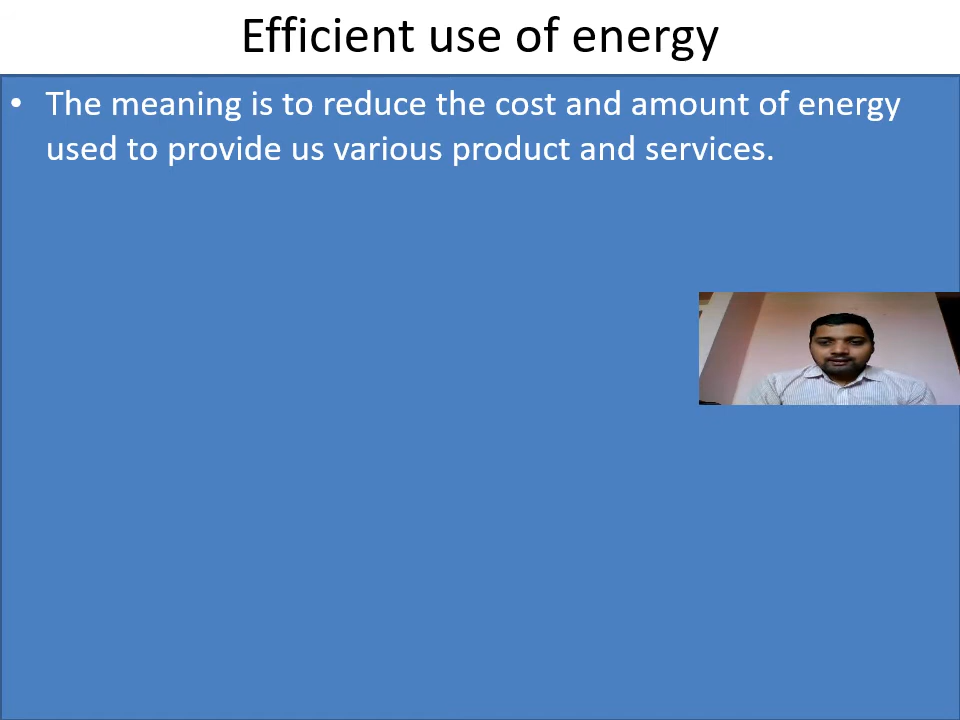 Efficient use of energy
• The meaning is to reduce the cost and amount of energy
used to provide us various product and services.